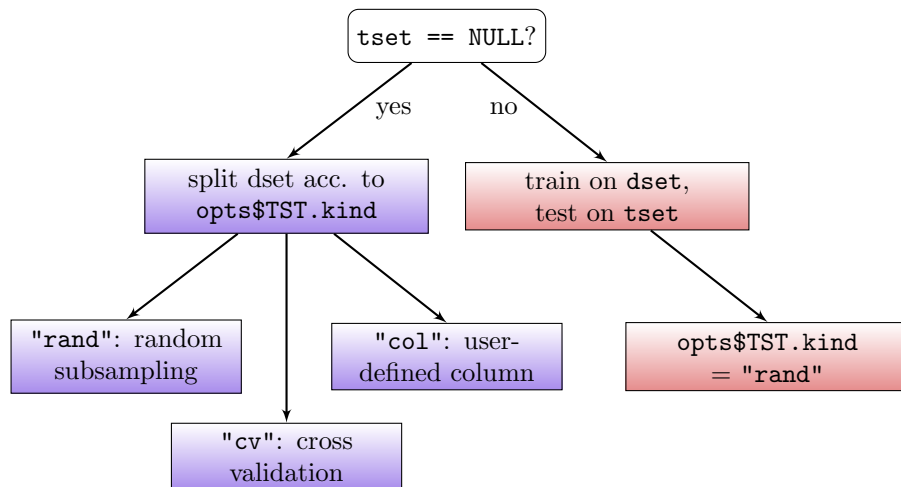 tset == NULL?
yes
no
split dset acc. to
opts$TST.kind
train on dset,
test on tset
"rand": random
subsampling
"col": user-
defined column
opts$TST.kind
= "rand"
"cv": cross
validation